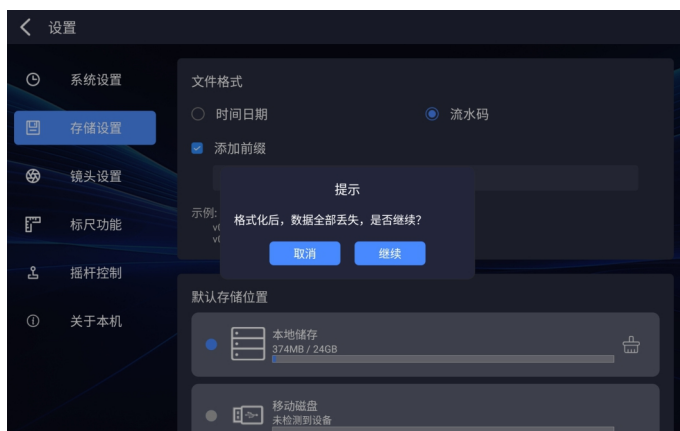 设置
系统设置
存储设置
镜头设置
标尺功能
摇杆控制
关于本机
文件格式
时间日期
流水码
添加前缀
示例:
提示
格式化后，数据全部丢失，是否继续?
取消
继续
默认存储位置
本地储存
374MB / 24GB
移动磁盘
未检测到设备